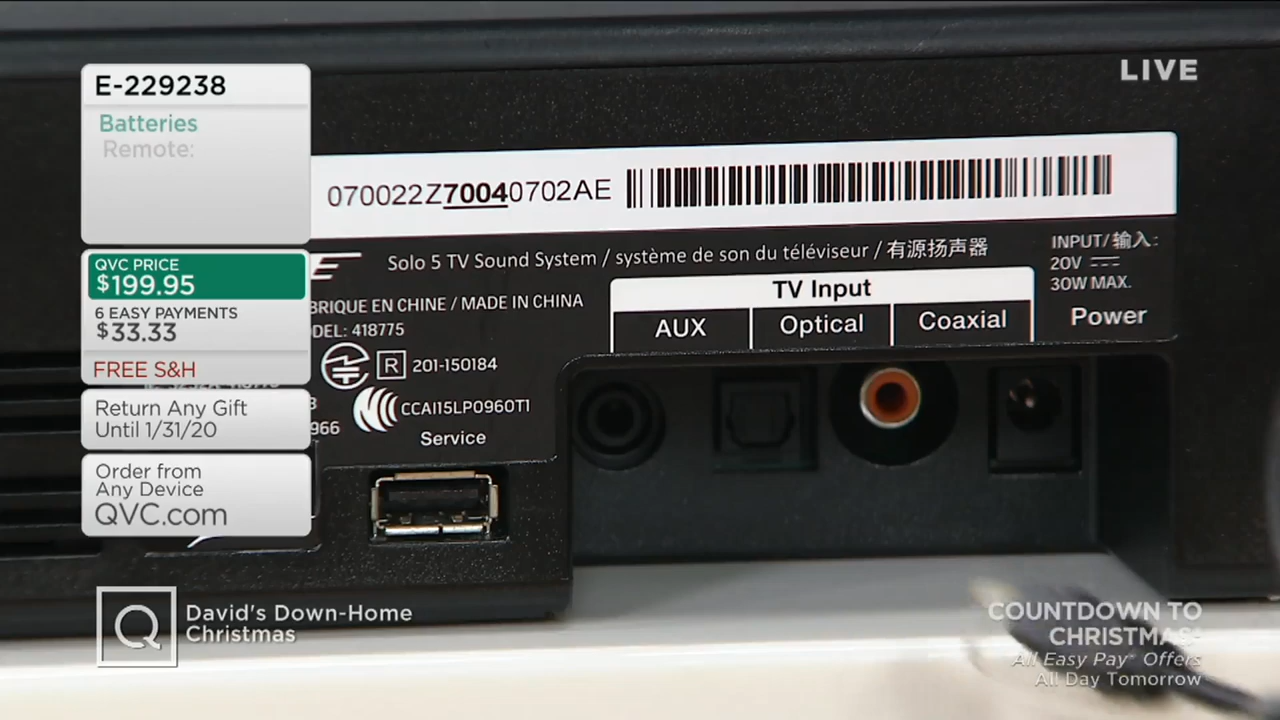 E-229238
Batteries
Remote:
QVC PRICE
$199.95
6 EASY PAYMENTS
$33.33
FREE S&H
Return Any Gift
Until 1/31/20
Order from
Any Device
QVC.com
LIVE
070022Z70040702AE
Solo 5 TV Sound System / système de son du téléviseur / 有源扬声器
BRIQUE EN CHINE / MADE IN CHINA
DEL: 418775
R 201-150184
CCAI15LP0960T1
966
Service
TV Input
AUX
Optical
Coaxial
INPUT/输入:
20V
30W MAX.
Power
Q
David's Down-Home
Christmas
COUNTDOWN TO
CHRISTMAS
All Easy Pay Offers
All Day Tomorrow